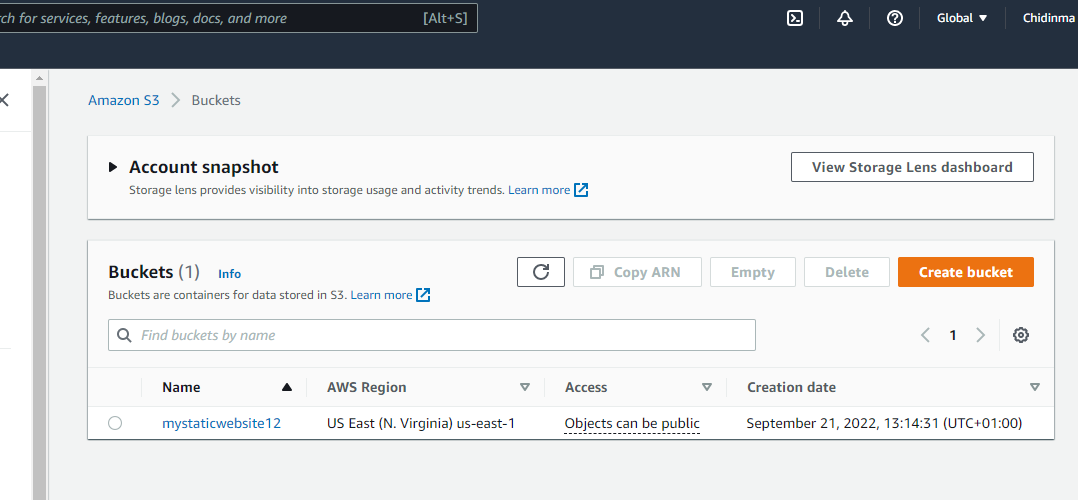 rch for services, features, blogs, docs, and more [Alt+S] Global Chidinma
Amazon S3 Buckets
Account snapshot View Storage Lens dashboard
Storage lens provides visibility into storage usage and activity trends. Learn more
Buckets (1) Info Copy ARN Empty Delete Create bucket
Buckets are containers for data stored in S3. Learn more
Find buckets by name 1
Name AWS Region Access Creation date
mystaticwebsite12 US East (N. Virginia) us-east-1 Objects can be public September 21, 2022, 13:14:31 (UTC+01:00)